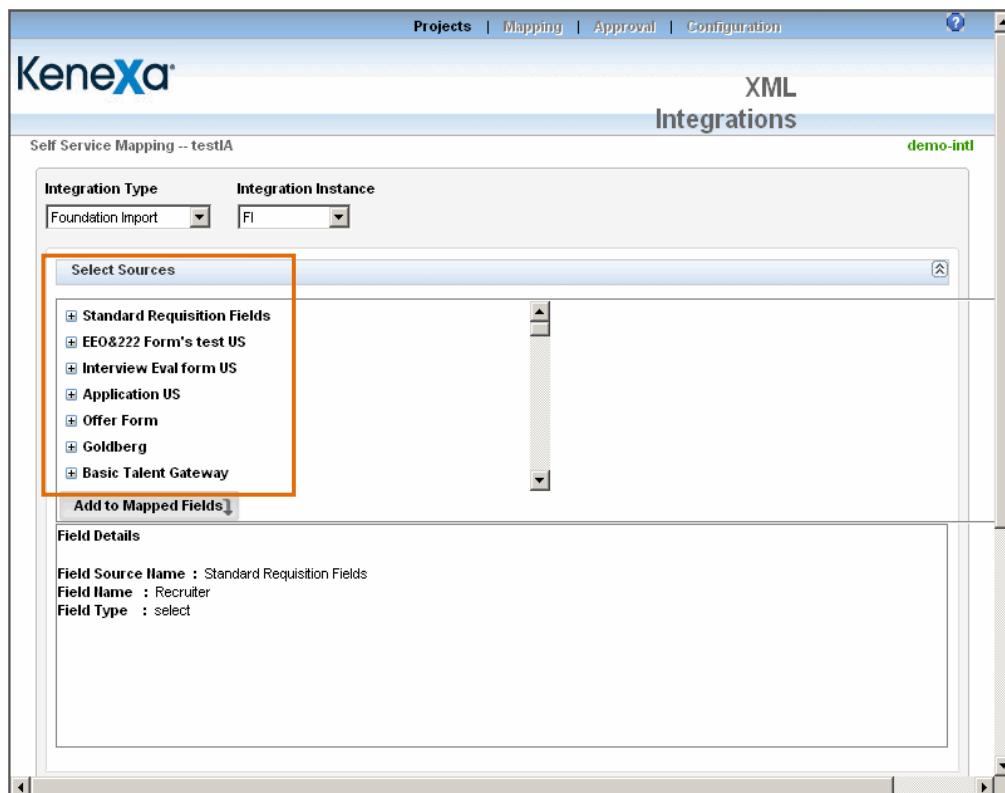 Projects | Mapping | Approval | Configuration
?
Kenexa
XML
Integrations
Self Service Mapping -- testIA
demo-intl
Integration Type Integration Instance
Foundation Import FI
Select Sources
Standard Requisition Fields
EEO&222 Form's test US
Interview Eval form US
Application US
Offer Form
Goldberg
Basic Talent Gateway
Add to Mapped Fields
Field Details
Field Source Name : Standard Requisition Fields
Field Name : Recruiter
Field Type : select